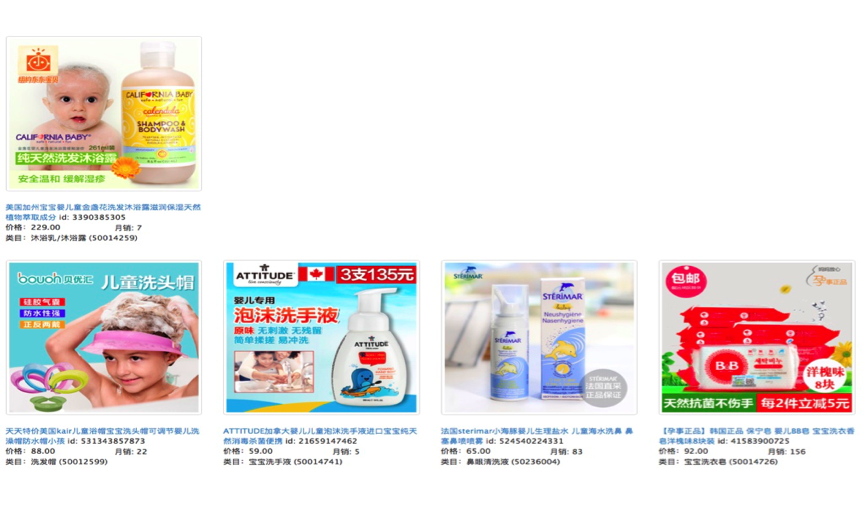 CALIFORNIA BABY
calendula
SHAMPOO &
BODYWASH
CALIFORNIA BABY
纯天然洗发沐浴露
安全温和 缓解湿疹
美国加州宝宝婴儿童金盏花洗发沐浴露滋润保湿天然
植物萃取成分 id: 3390385305
价格：229.00 月销: 7
类目：沐浴乳/沐浴露 (50014259)
bouoh 贝优汇 儿童洗头帽
硅胶气囊
防水性强
正反两戴
天天特价美国kair儿童浴帽宝宝洗头帽可调节婴儿洗
澡帽防水帽小孩 id: 531343857873
价格：88.00 月销: 22
类目：洗发帽 (50012599)
ATTITUDE 3支135元
婴儿专用
泡沫洗手液
原味 无刺激 无残留
简单揉搓 易冲洗
ATTITUDE
ATTITUDE加拿大婴儿儿童泡沫洗手液进口宝宝纯天
然消毒杀菌便携 id: 21659147462
价格：59.00 月销: 5
类目：宝宝洗手液 (50014741)
STÉRIMAR
STÉRIMAR
baby
Neushygiëne
Nasenhygiene
STÉRIMAR
STÉRIMAR
法国直采
正品保证
法国sterimar小海豚婴儿生理盐水 儿童海水洗鼻 鼻
塞鼻喷喷雾 id: 524540224331
价格：65.00 月销: 83
类目：鼻眼清洗液 (50236004)
包邮
孕事正品
B&B
洋槐味
8块
天然抗菌不伤手 每2件立减5元
【孕事正品】韩国正品 保宁皂 婴儿BB皂 宝宝洗衣香
皂洋槐味8块装 id: 41583900725
价格：92.00 月销: 156
类目：宝宝洗衣皂 (50014726)